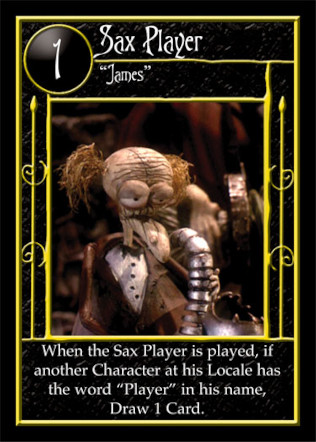 1
Sax Player
"James"
When the Sax Player is played, if
another Character at his Locale has
the word "Player" in his name,
Draw 1 Card.